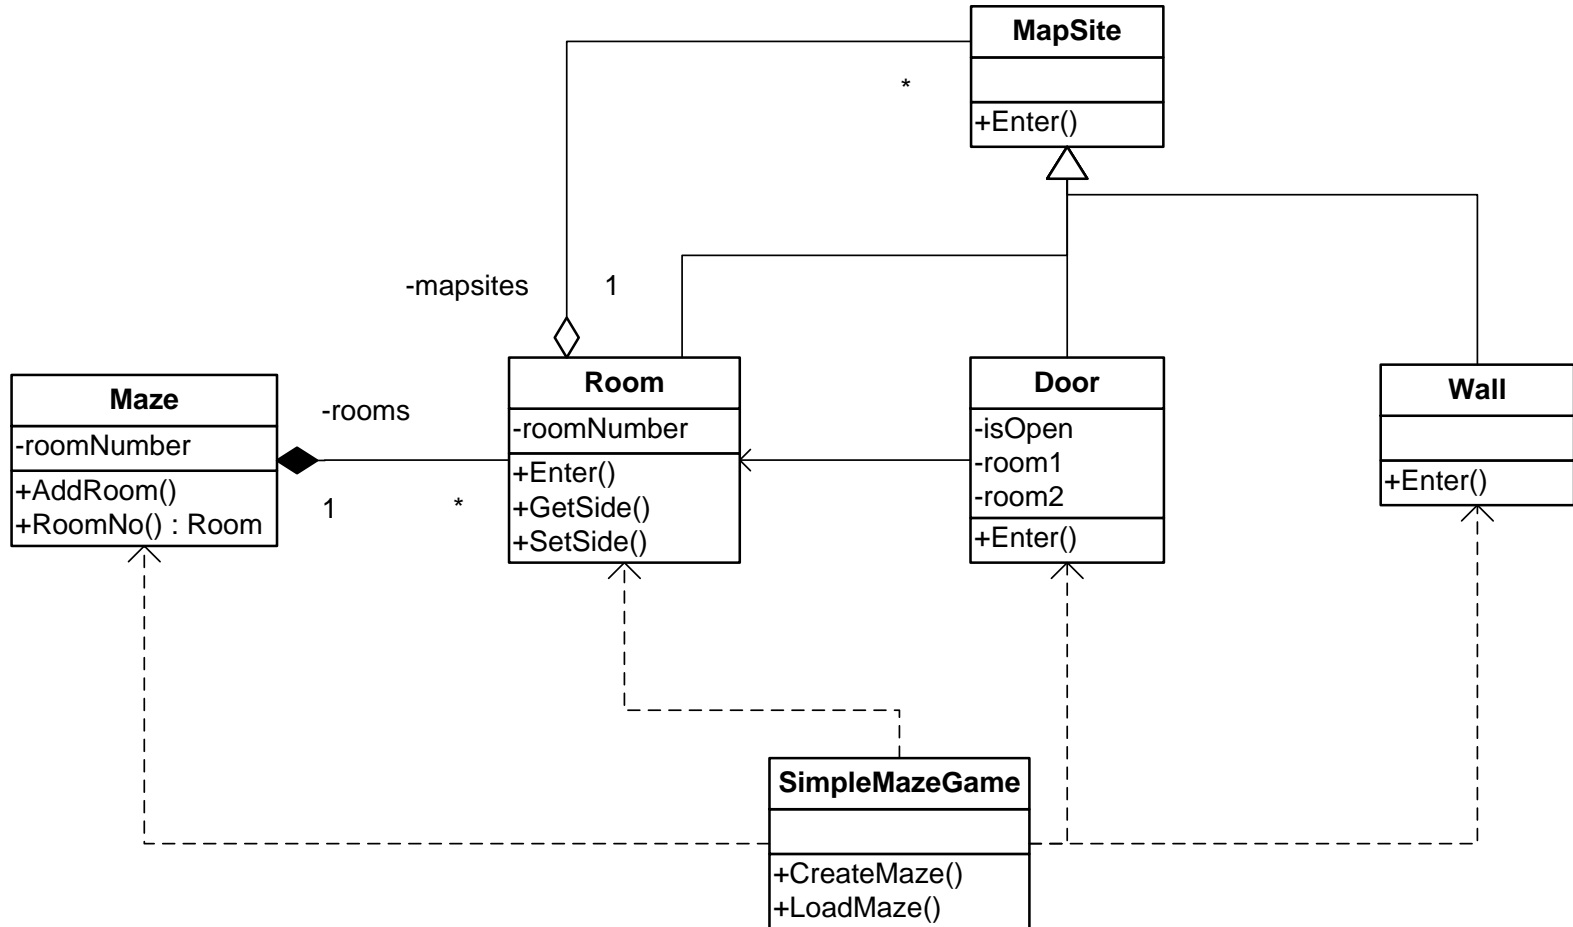 MapSite
*
+Enter()
-mapsites
1
Maze
-roomNumber
+AddRoom()
+RoomNo() : Room
-rooms
1
*
Room
-roomNumber
+Enter()
+GetSide()
+SetSide()
Door
-isOpen
-room1
-room2
+Enter()
Wall
+Enter()
SimpleMazeGame
+CreateMaze()
+LoadMaze()